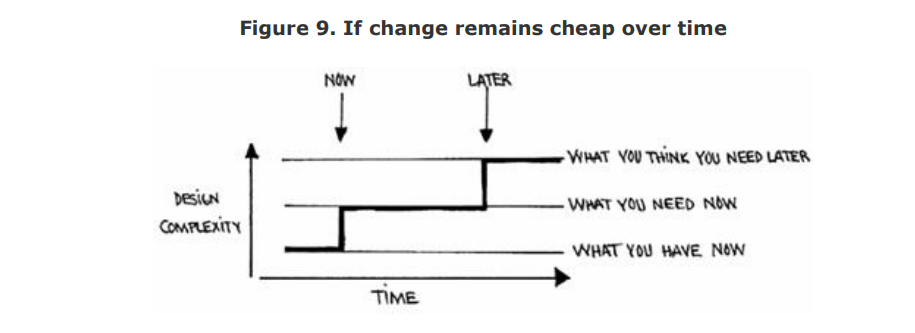 Figure 9. If change remains cheap over time
NOW
LATER
WHAT YOU THINK YOU NEED LATER
DESIGN
COMPLEXITY
WHAT YOU NEED NOW
WHAT YOU HAVE NOW
TIME